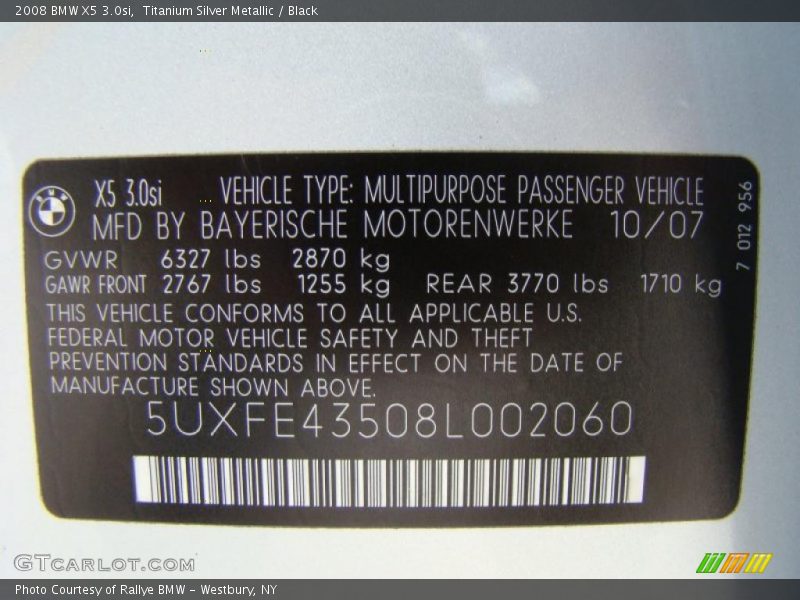 2008 BMW X5 3.0si, Titanium Silver Metallic / Black
X5 3.0si VEHICLE TYPE: MULTIPURPOSE PASSENGER VEHICLE
MFD BY BAYERISCHE MOTORENWERKE 10/07
GVWR 6327 lbs 2870 kg
GAWR FRONT 2767 lbs 1255 kg REAR 3770 lbs 1710 kg
THIS VEHICLE CONFORMS TO ALL APPLICABLE U.S.
FEDERAL MOTOR VEHICLE SAFETY AND THEFT
PREVENTION STANDARDS IN EFFECT ON THE DATE OF
MANUFACTURE SHOWN ABOVE.
5UXFE43508L002060
7 012 956
GTCARLOT.COM
Photo Courtesy of Rallye BMW - Westbury, NY